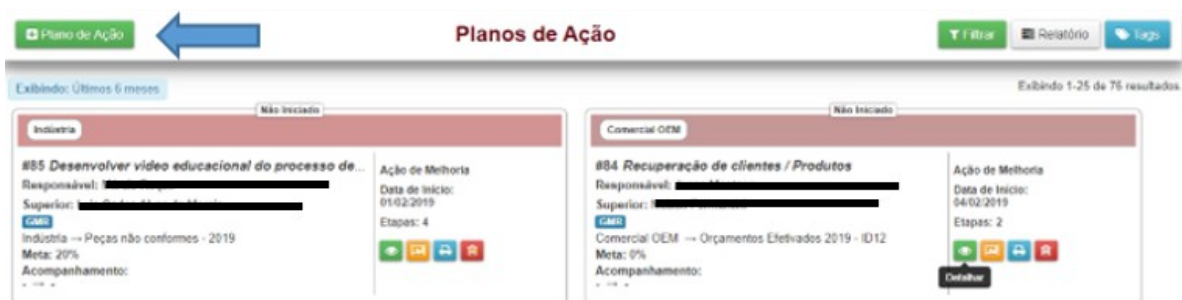 Plano de Ação
Planos de Ação
Filtrar
Relatório
Tags
Exibindo: Últimos 6 meses
Exibindo 1-25 de 76 resultados
Não Iniciado
Indústria
#85 Desenvolver video educacional do processo de...
Responsável:
Superior:
GMR
Indústria → Peças não conformes - 2019
Meta: 20%
Acompanhamento:
Ação de Melhoria
Data de Início:
01/02/2019
Etapas: 4
Não Iniciado
Comercial OEM
#84 Recuperação de clientes / Produtos
Responsável:
Superior:
GMR
Comercial OEM → Orçamentos Efetivados 2019 - ID12
Meta: 0%
Acompanhamento:
Ação de Melhoria
Data de Início:
04/02/2019
Etapas: 2
Detalhar